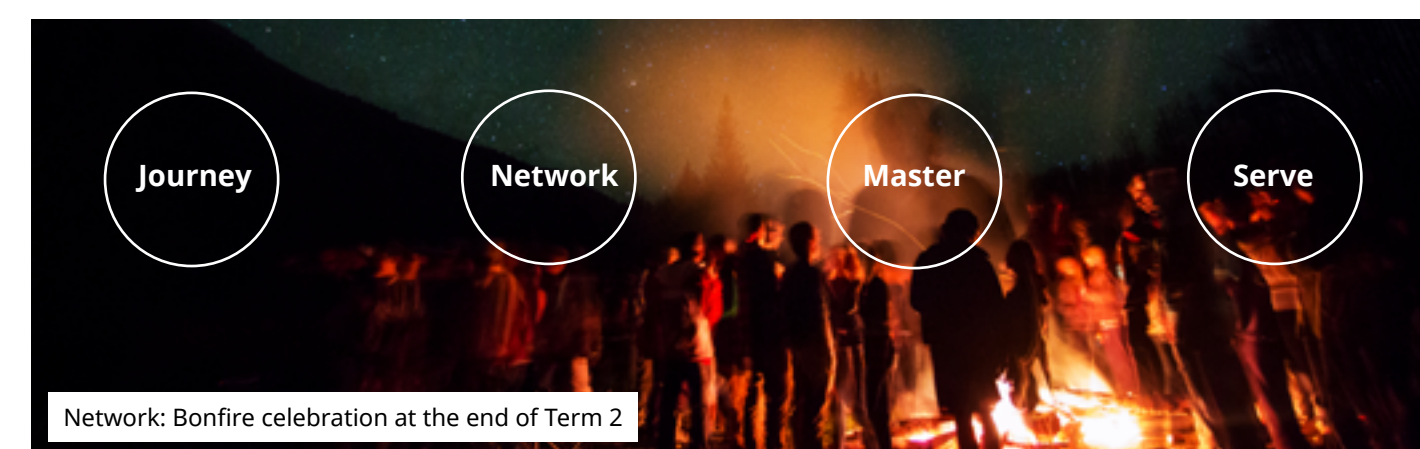 Journey
Network
Master
Serve
Network: Bonfire celebration at the end of Term 2